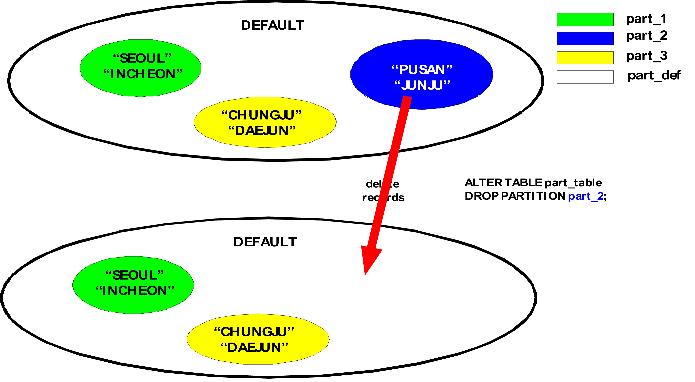 DEFAULT
“SEOUL”
“INCHEON”
“PUSAN”
“JUNJU”
“CHUNGJU”
“DAEJUN”
part_1
part_2
part_3
part_def
delete
records
ALTER TABLE part_table
DROP PARTITION part_2;
DEFAULT
“SEOUL”
“INCHEON”
“CHUNGJU”
“DAEJUN”